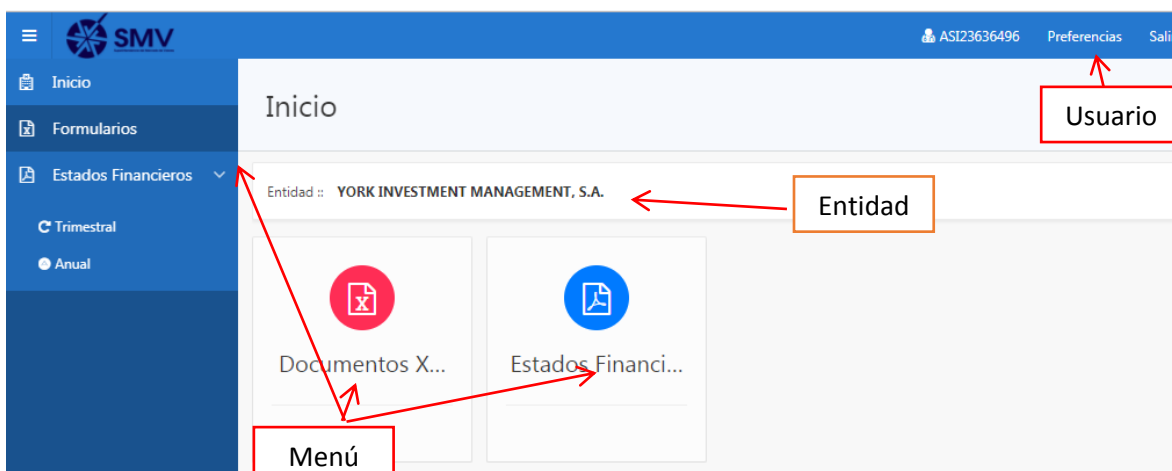 SMV
ASI23636496 Preferencias Sali
Inicio
Formularios
Estados Financieros
Trimestral
Anual
Inicio
Usuario
Entidad :: YORK INVESTMENT MANAGEMENT, S.A.
Entidad
Documentos X...
Estados Financi...
Menú